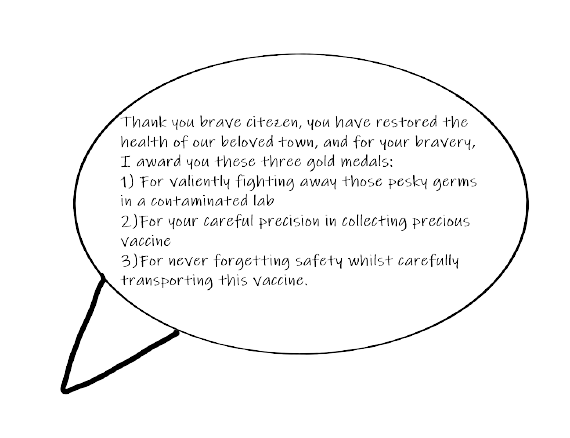 Thank you brave citezen, you have restored the
health of our beloved town, and for your bravery,
I award you these three gold medals:
1) For valiently fighting away those pesky germs
in a contaminated lab
2)For your careful precision in collecting precious
vaccine
3)For never forgetting safety whilst carefully
transporting this vaccine.